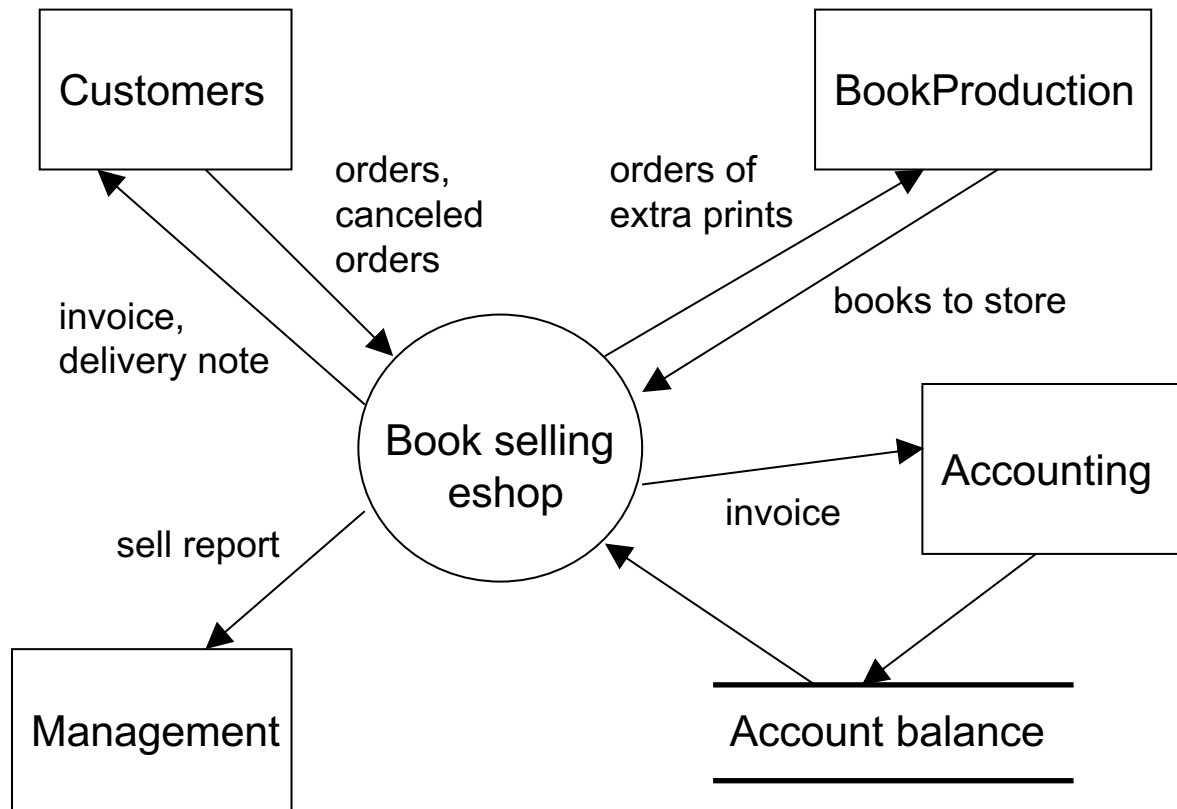 Customers
BookProduction
orders,
canceled
orders
orders of
extra prints
invoice,
delivery note
books to store
Book selling
eshop
Accounting
invoice
sell report
Management
Account balance